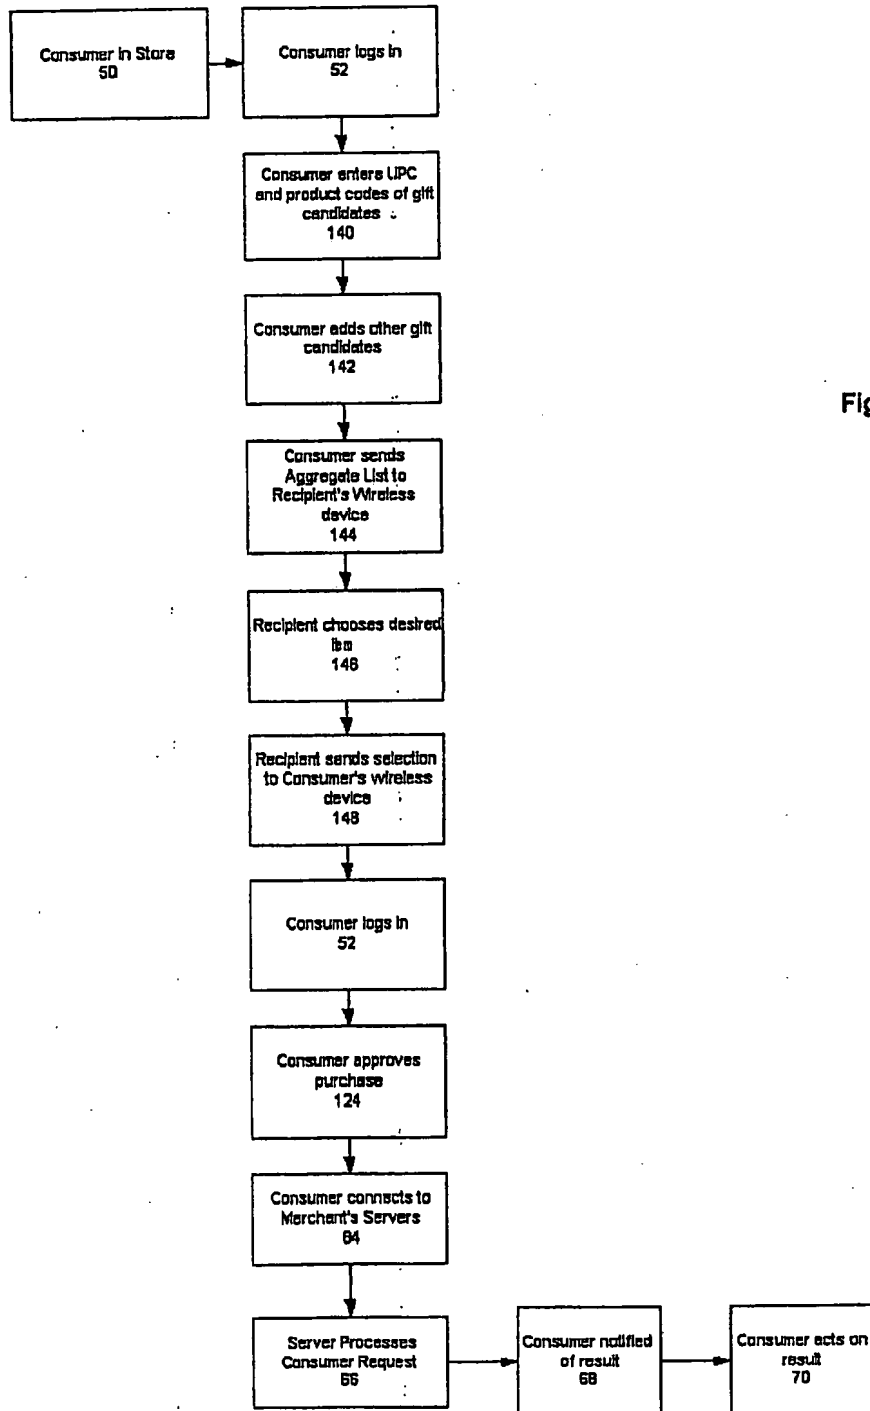 Consumer in Store
50
Consumer logs in
52
Consumer enters UPC
and product codes of gift
candidates
140
Consumer adds other gift
candidates
142
Fig
Consumer sends
Aggregate List to
Recipient's Wireless
device
144
Recipient chooses desired
item
146
Recipient sends selection
to Consumer's wireless
device
148
Consumer logs in
52
Consumer approves
purchase
124
Consumer connects to
Merchant's Servers
64
Server Processes
Consumer Request
66
Consumer notified
of result
68
Consumer acts on
result
70